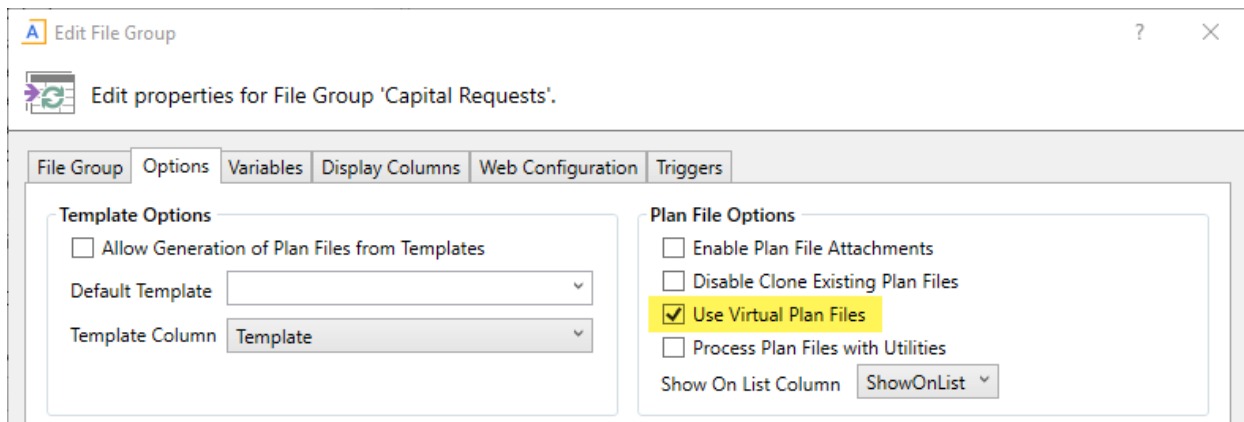 A Edit File Group ?
Edit properties for File Group 'Capital Requests'.
File Group Options Variables Display Columns Web Configuration Triggers
Template Options
Allow Generation of Plan Files from Templates
Default Template
Template Column Template
Plan File Options
Enable Plan File Attachments
Disable Clone Existing Plan Files
Use Virtual Plan Files
Process Plan Files with Utilities
Show On List Column ShowOnList